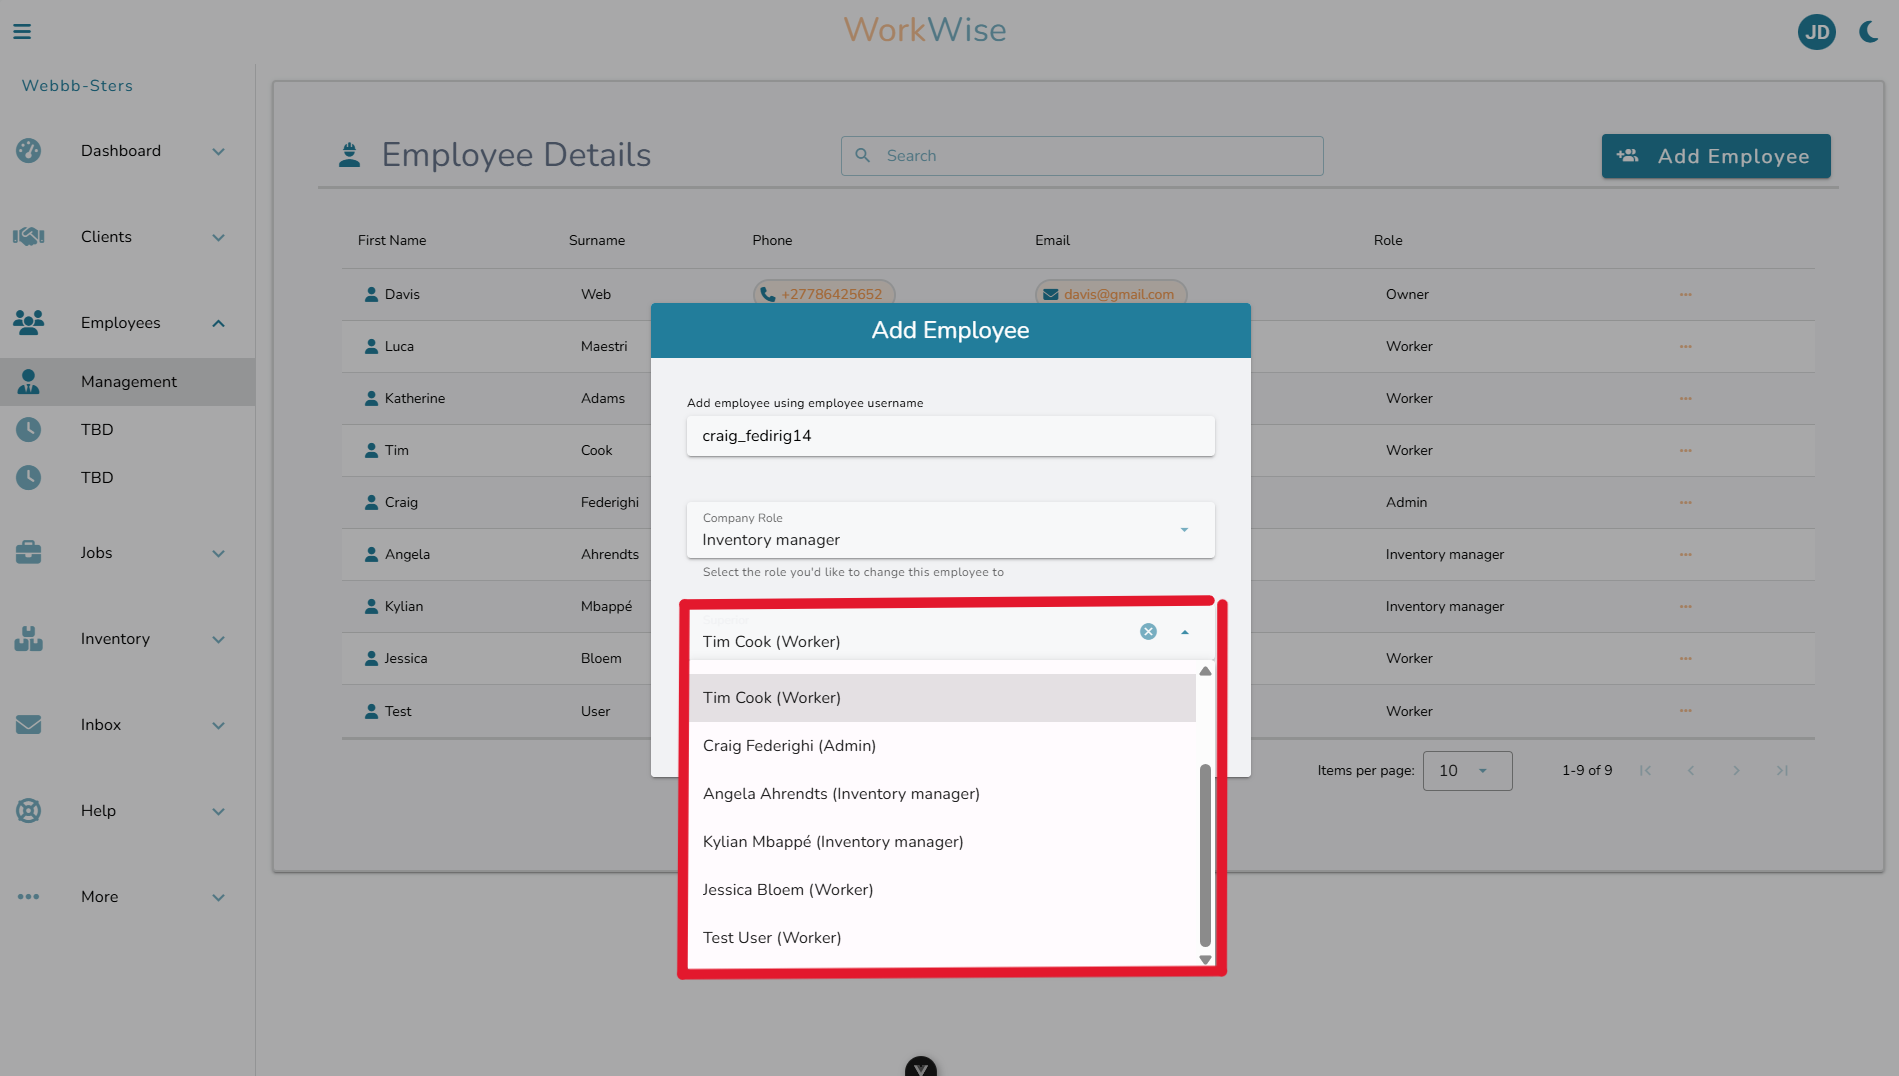 WorkWise
JD
Webbb-Sters
Dashboard
Clients
Employees
Management
TBD
TBD
Jobs
Inventory
Inbox
Help
More
Employee Details
Search
Add Employee
First Name Surname Phone Email Role
Davis Web +27786425652 davis@gmail.com Owner
Luca Maestri Worker
Katherine Adams Worker
Tim Cook Worker
Craig Federighi Admin
Angela Ahrendts Inventory manager
Kylian Mbappé Inventory manager
Jessica Bloem Worker
Test User Worker
Items per page: 10 1-9 of 9
Add Employee
Add employee using employee username
craig_fedirig14
Company Role
Inventory manager
Select the role you'd like to change this employee to
Superior
Tim Cook (Worker)
Tim Cook (Worker)
Craig Federighi (Admin)
Angela Ahrendts (Inventory manager)
Kylian Mbappé (Inventory manager)
Jessica Bloem (Worker)
Test User (Worker)